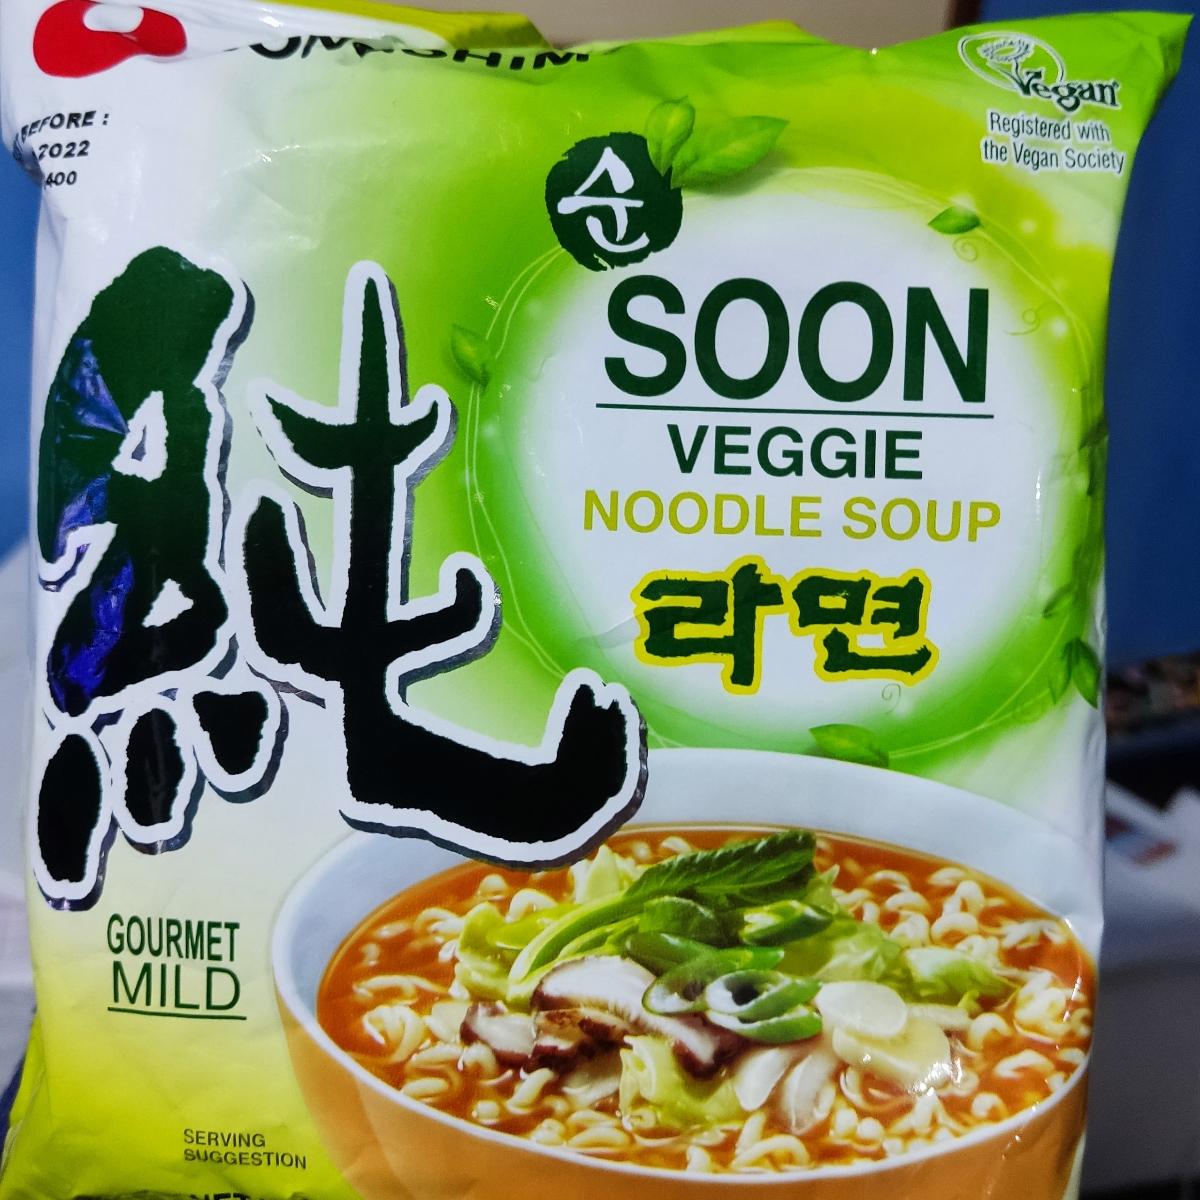 BEFORE :
2022
400
Vegan
Registered with
the Vegan Society
순
SOON
VEGGIE
NOODLE SOUP
라면
純
GOURMET
MILD
SERVING
SUGGESTION